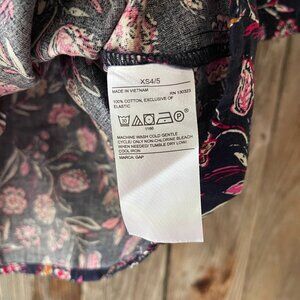 XS4/5
MADE IN VIETNAM
RN 130323
100% COTTON, EXCLUSIVE OF
ELASTIC
MACHINE WASH COLD GENTLE
CYCLE/ ONLY NON-CHLORINE BLEACH
WHEN NEEDED/ TUMBLE DRY LOW/
COOL IRON
MARCA: GAP